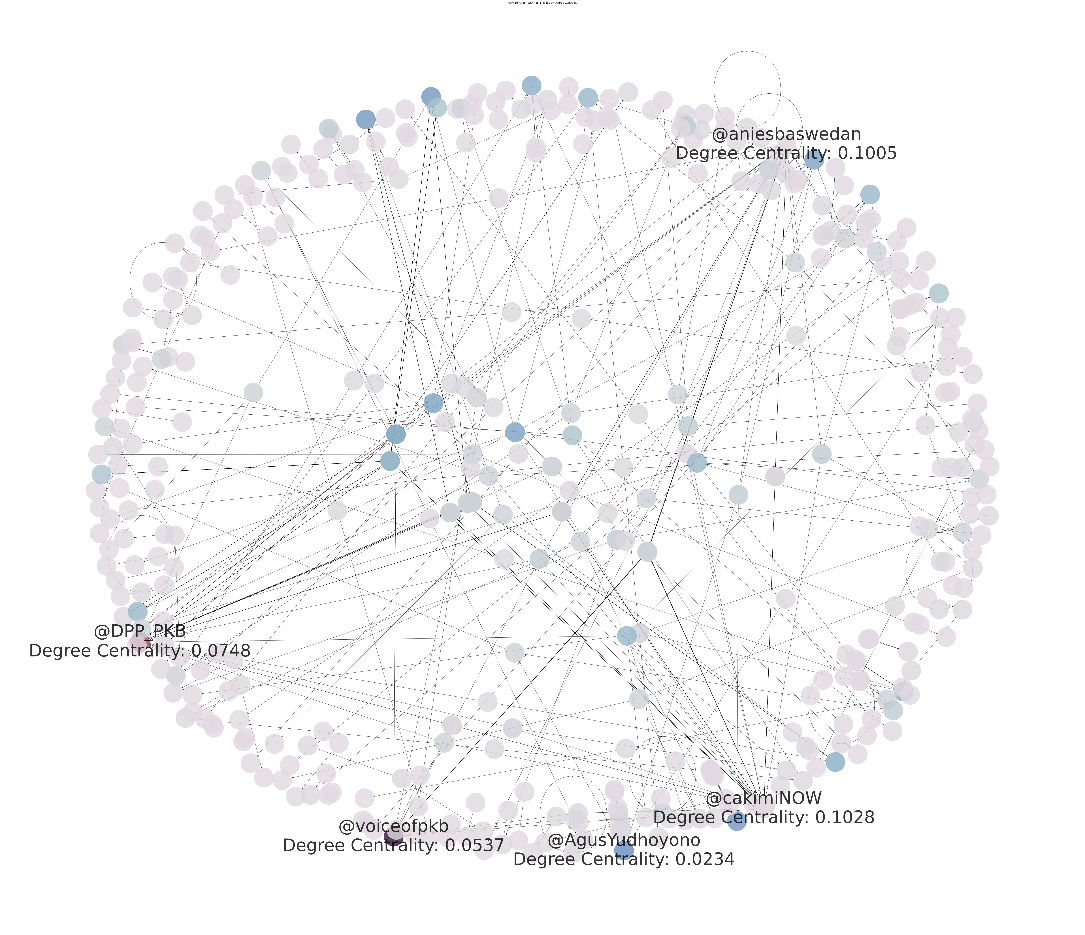 @aniesbaswedan
Degree Centrality: 0.1005
@DPP_PKB
Degree Centrality: 0.0748
@cakimiNOW
Degree Centrality: 0.1028
@voiceofpkb
Degree Centrality: 0.0537
@AgusYudhoyono
Degree Centrality: 0.0234